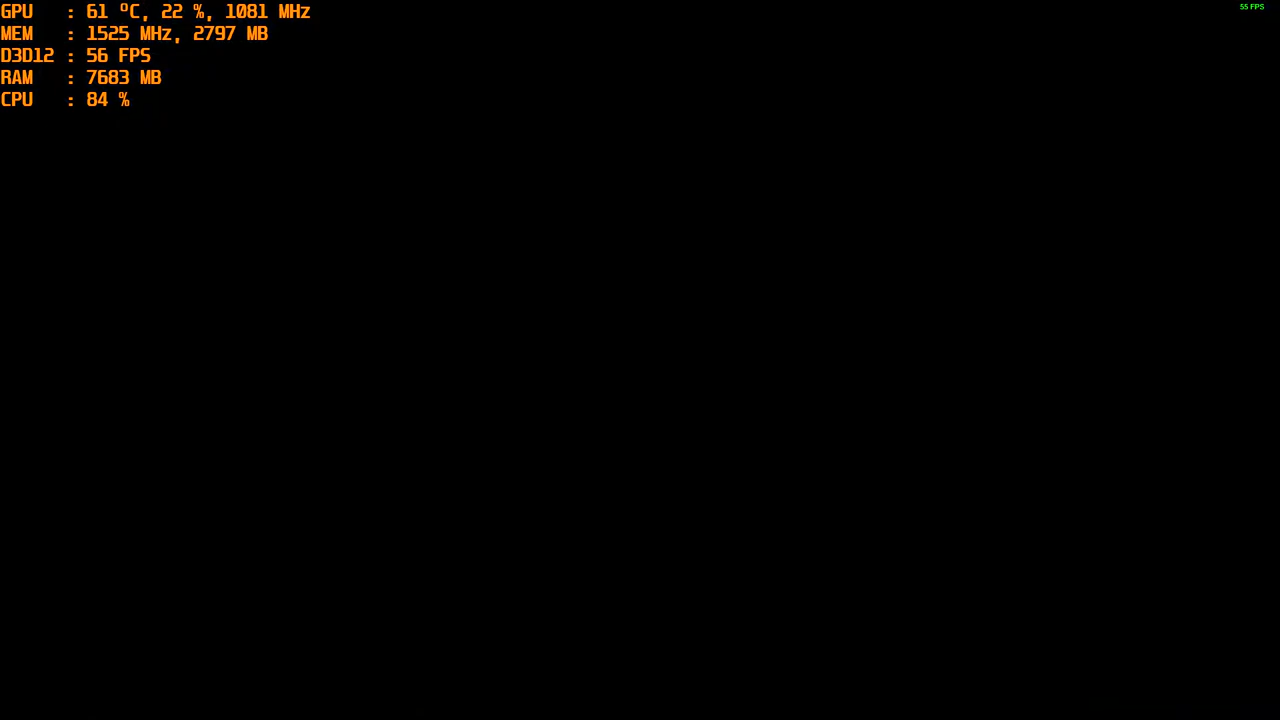 GPU : 61 ºC, 22 %, 1081 MHz
55 FPS
MEM : 1525 MHz, 2797 MB
D3D12 : 56 FPS
RAM : 7683 MB
CPU : 84 %